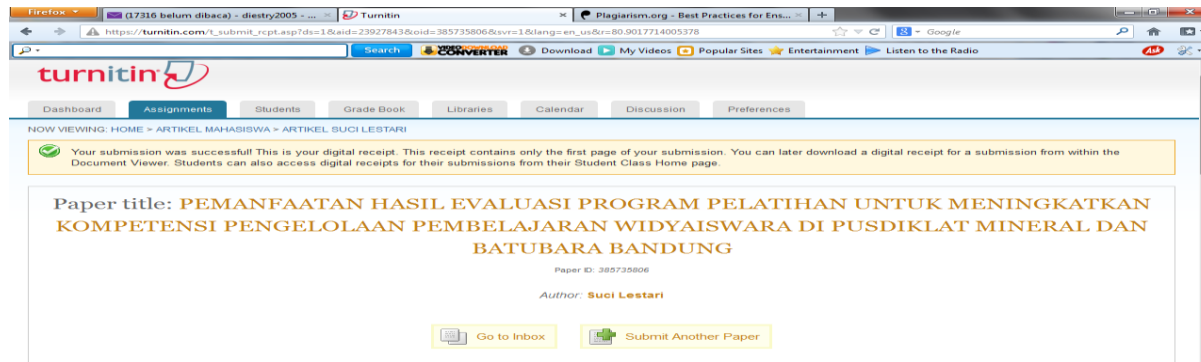 Firefox
(17316 belum dibaca) - diestry2005 - ... × Turnitin × Plagiarism.org - Best Practices for Ens... × +
https://turnitin.com/t_submit_rcpt.asp?ds=1&aid=23927843&oid=385735806&svr=1&lang=en_us&r=80.9017714005378 Google
Search VIDEO DOWNLOAD CONVERTER Download My Videos Popular Sites Entertainment Listen to the Radio Ask
turnitin
Dashboard Assignments Students Grade Book Libraries Calendar Discussion Preferences
NOW VIEWING: HOME > ARTIKEL MAHASISWA > ARTIKEL SUCI LESTARI
Your submission was successful! This is your digital receipt. This receipt contains only the first page of your submission. You can later download a digital receipt for a submission from within the
Document Viewer. Students can also access digital receipts for their submissions from their Student Class Home page.
Paper title: PEMANFAATAN HASIL EVALUASI PROGRAM PELATIHAN UNTUK MENINGKATKAN
KOMPETENSI PENGELOLAAN PEMBELAJARAN WIDYAISWARA DI PUSDIKLAT MINERAL DAN
BATUBARA BANDUNG
Paper ID: 385735806
Author: Suci Lestari
Go to Inbox Submit Another Paper